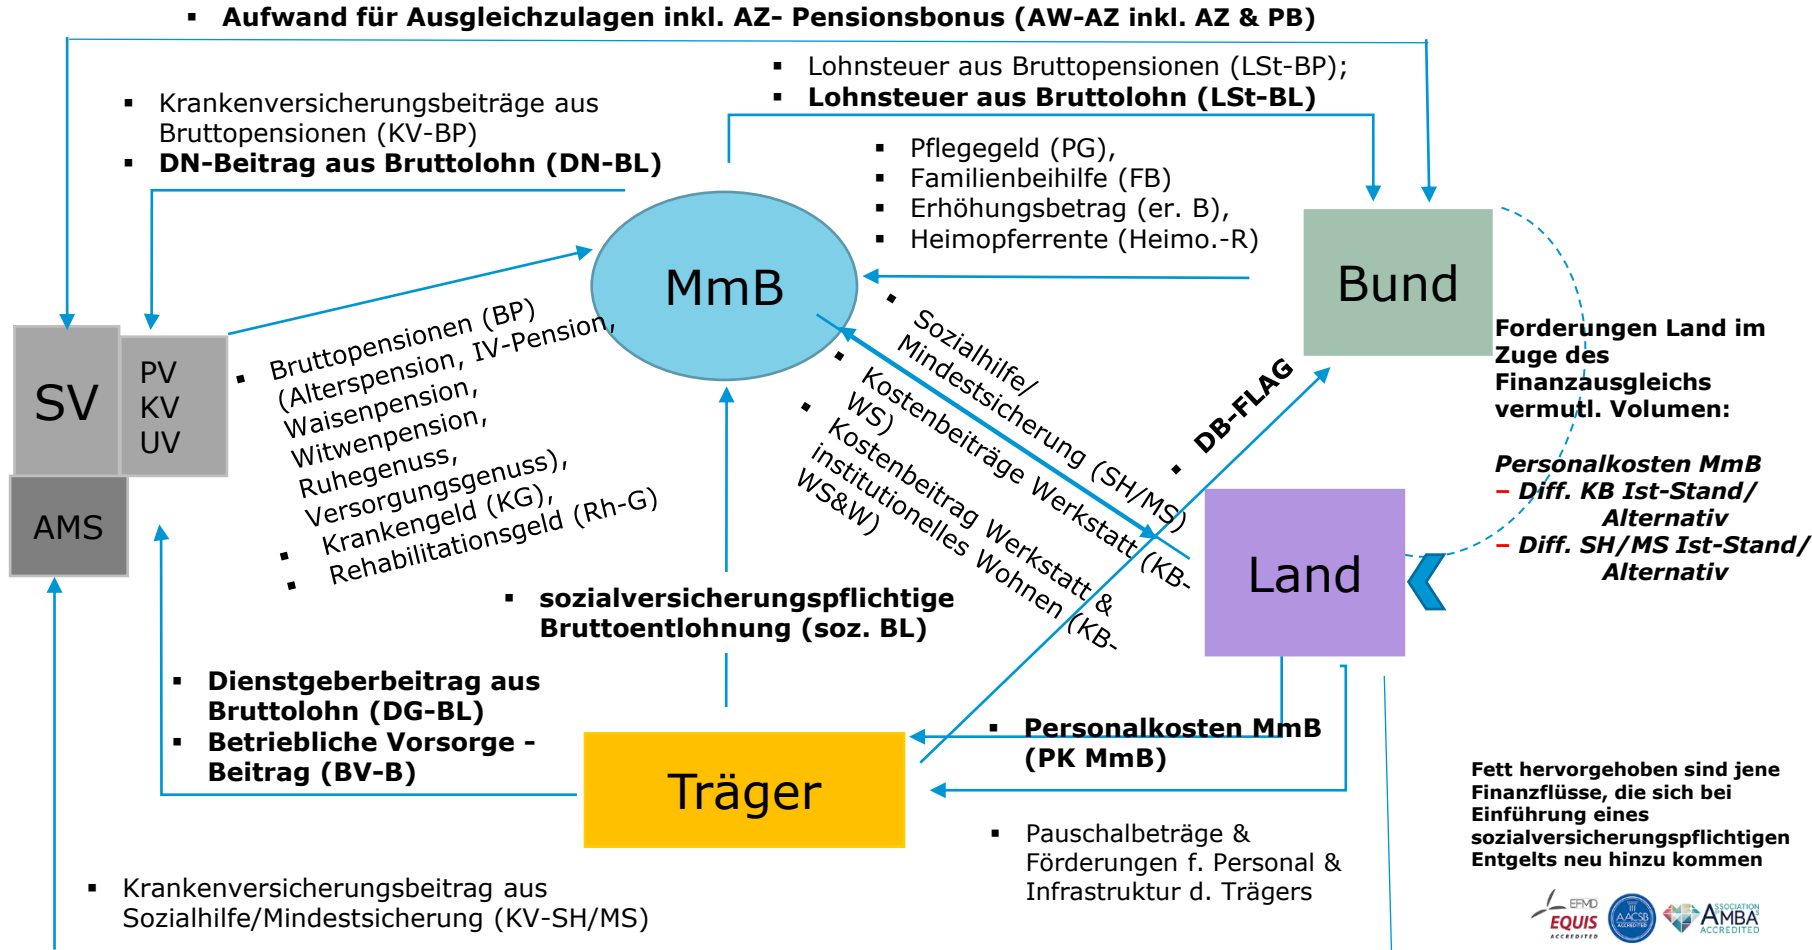 ▪ Aufwand für Ausgleichzulagen inkl. AZ- Pensionsbonus (AW-AZ inkl. AZ & PB)
▪ Lohnsteuer aus Bruttopensionen (LSt-BP);
▪ Lohnsteuer aus Bruttolohn (LSt-BL)
▪ Krankenversicherungsbeiträge aus
Bruttopensionen (KV-BP)
▪ DN-Beitrag aus Bruttolohn (DN-BL)
▪ Pflegegeld (PG),
▪ Familienbeihilfe (FB)
▪ Erhöhungsbetrag (er. B),
▪ Heimopferrente (Heimo.-R)
MmB
Bund
SV
PV
KV
UV
AMS
▪ Bruttopensionen (BP)
(Alterspension, IV-Pension,
Waisenpension,
Witwenpension,
Ruhegenuss,
Versorgungsgenuss),
▪ Krankengeld (KG),
▪ Rehabilitationsgeld (Rh-G)
▪ Sozialhilfe/
Mindestsicherung (SH/MS)
▪ Kostenbeiträge Werkstatt (KB-
WS)
▪ Kostenbeitrag Werkstatt &
institutionelles Wohnen (KB-
WS&W)
▪ DB-FLAG
Forderungen Land im
Zuge des
Finanzausgleichs
vermutl. Volumen:
Personalkosten MmB
– Diff. KB Ist-Stand/
Alternativ
– Diff. SH/MS Ist-Stand/
Alternativ
Land
▪ sozialversicherungspflichtige
Bruttoentlohnung (soz. BL)
▪ Dienstgeberbeitrag aus
Bruttolohn (DG-BL)
▪ Betriebliche Vorsorge -
Beitrag (BV-B)
Träger
▪ Personalkosten MmB
(PK MmB)
▪ Pauschalbeträge &
Förderungen f. Personal &
Infrastruktur d. Trägers
▪ Krankenversicherungsbeitrag aus
Sozialhilfe/Mindestsicherung (KV-SH/MS)
Fett hervorgehoben sind jene
Finanzflüsse, die sich bei
Einführung eines
sozialversicherungspflichtigen
Entgelts neu hinzu kommen
EFMD
EQUIS
ACCREDITED
AACSB
ACCREDITED
ASSOCIATION
AMBA
ACCREDITED